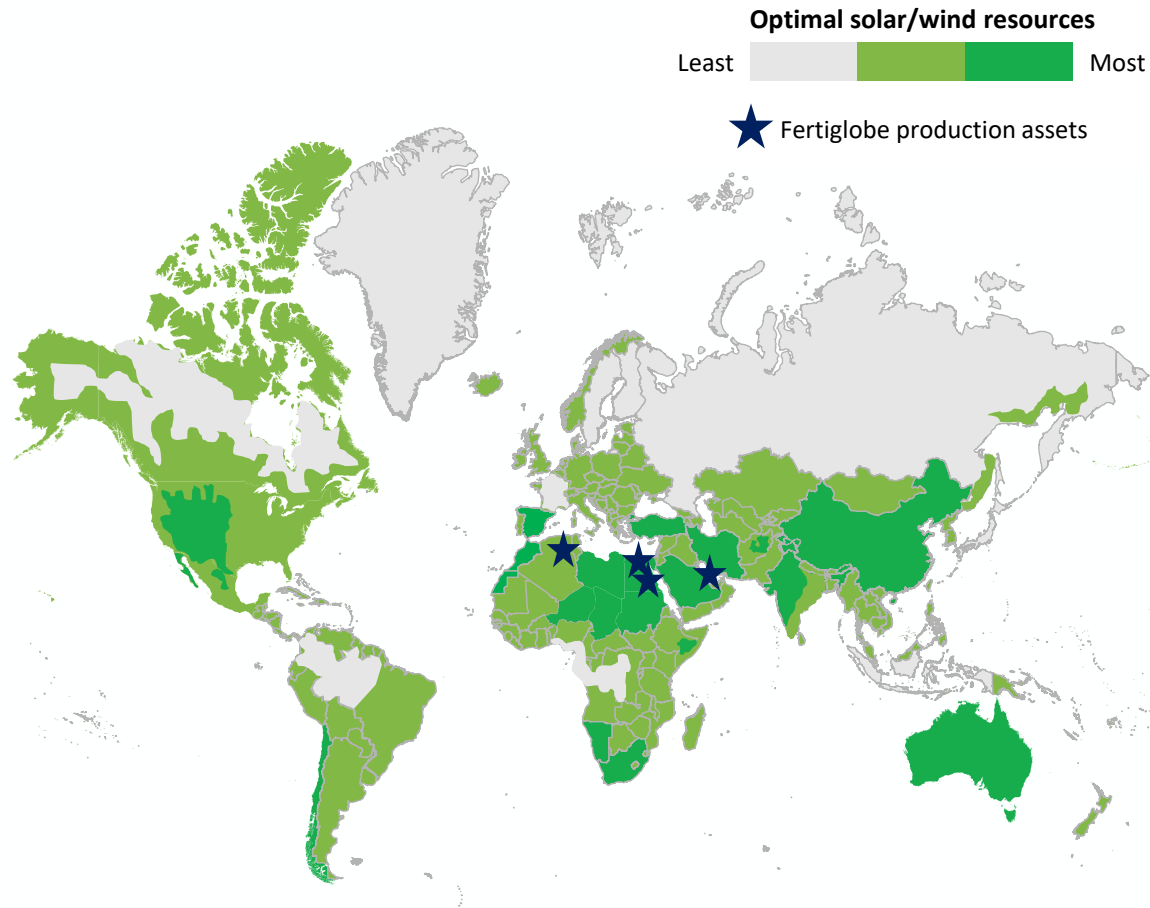 Optimal solar/wind resources
Least Most
Fertiglobe production assets